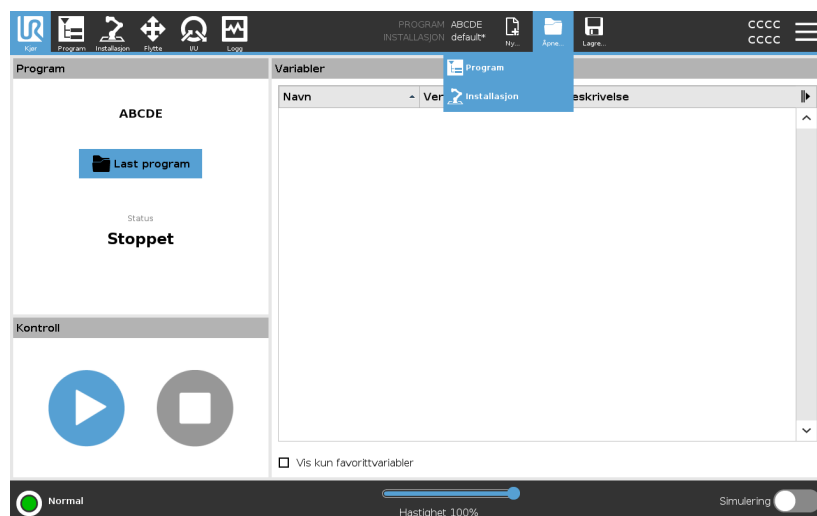 PROGRAM ABCDE
INSTALLASJON default*
CCCC
CCCC
Kjør Program Installasjon Flytte I/U Logg
Ny... Åpne... Lagre...
Program
Variabler
Program
Installasjon
Navn
Ver
eskrivelse
ABCDE
Last program
Status
Stoppet
Kontroll
Vis kun favorittvariabler
Normal
Hastighet 100%
Simulering